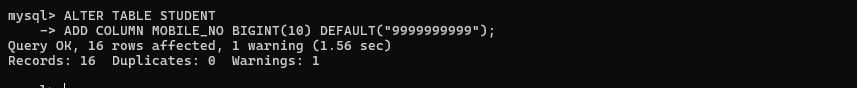 mysql> ALTER TABLE STUDENT
    -> ADD COLUMN MOBILE_NO BIGINT(10) DEFAULT("9999999999");
Query OK, 16 rows affected, 1 warning (1.56 sec)
Records: 16  Duplicates: 0  Warnings: 1